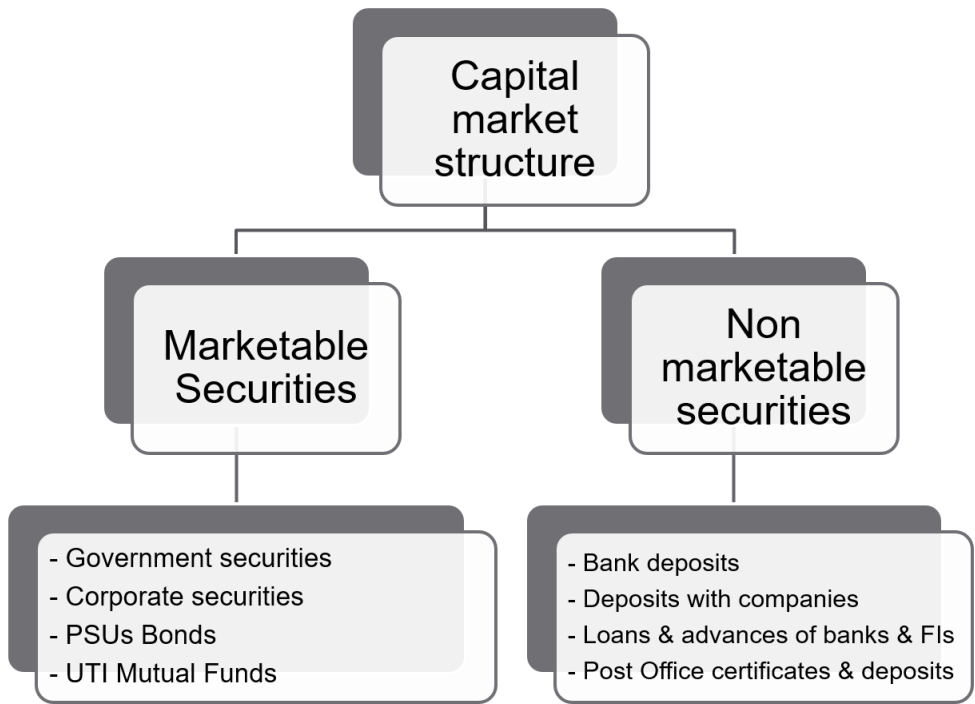 Capital
market
structure
Marketable
Securities
Non
marketable
securities
- Government securities
- Corporate securities
- PSUs Bonds
- UTI Mutual Funds
- Bank deposits
- Deposits with companies
- Loans & advances of banks & FIs
- Post Office certificates & deposits